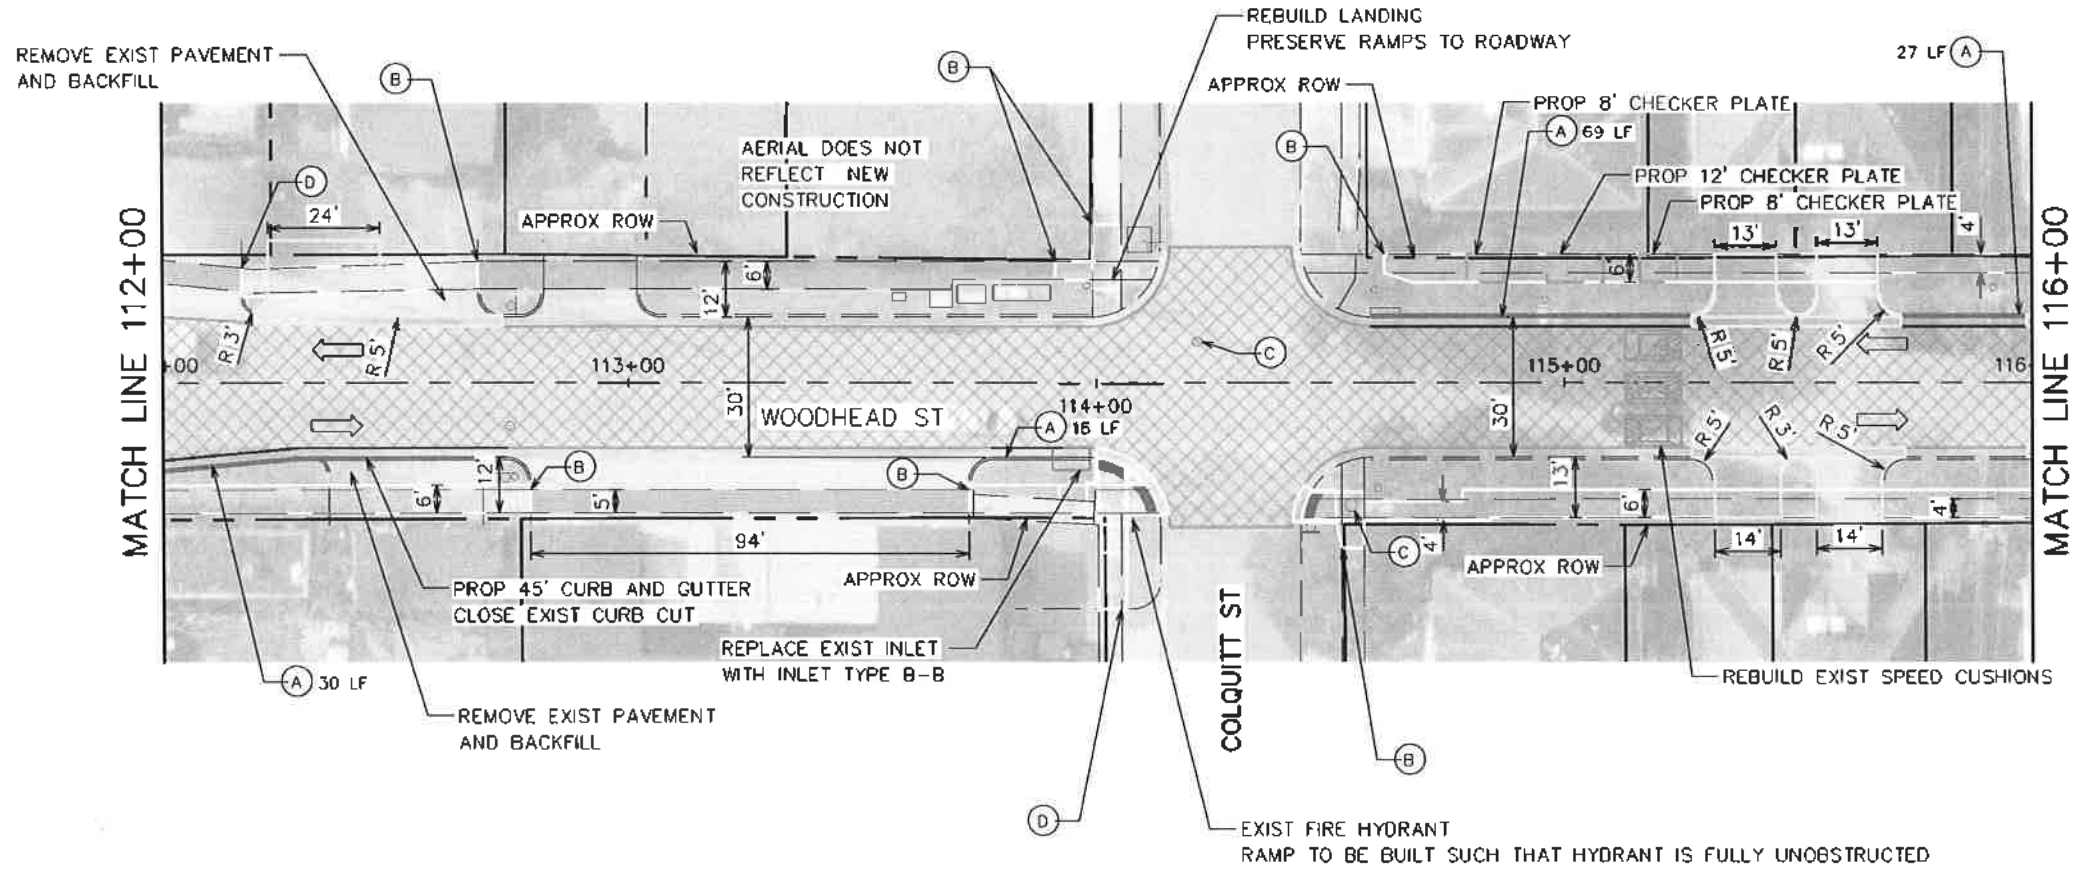 REBUILD LANDING
PRESERVE RAMPS TO ROADWAY
REMOVE EXIST PAVEMENT
AND BACKFILL
B
B
APPROX ROW
27 LF A
PROP 8' CHECKER PLATE
A 69 LF
B
AERIAL DOES NOT
REFLECT NEW
CONSTRUCTION
PROP 12' CHECKER PLATE
PROP 8' CHECKER PLATE
D
24'
APPROX ROW
13'
13'
4'
6'
12'
6'
MATCH LINE 112+00
MATCH LINE 116+00
R 3'
R 5'
R 5'
R 5'
R 5'
C
+00
113+00
115+00
116
30'
WOODHEAD ST
114+00
A 16 LF
30'
R 5'
R 3'
R 5'
B
B
12'
6'
5'
13'
6'
4'
4'
94'
C
14'
14'
APPROX ROW
APPROX ROW
PROP 45' CURB AND GUTTER
CLOSE EXIST CURB CUT
REPLACE EXIST INLET
WITH INLET TYPE B-B
COLQUITT ST
A 30 LF
REBUILD EXIST SPEED CUSHIONS
REMOVE EXIST PAVEMENT
AND BACKFILL
B
D
EXIST FIRE HYDRANT
RAMP TO BE BUILT SUCH THAT HYDRANT IS FULLY UNOBSTRUCTED